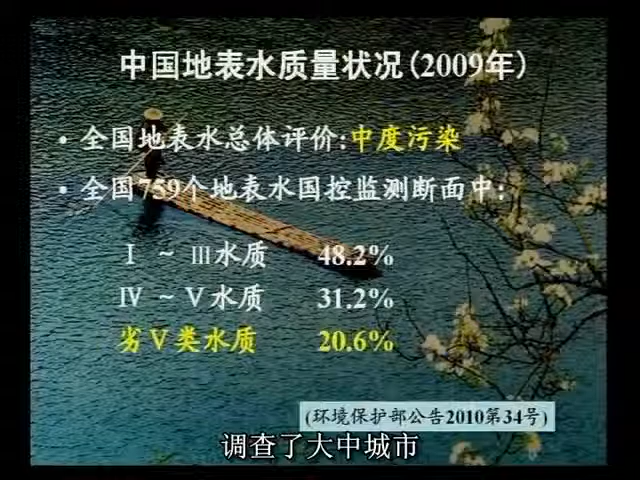 中国地表水质量状况(2009年)
• 全国地表水总体评价:中度污染
• 全国759个地表水国控监测断面中:
Ⅰ ~ Ⅲ水质 48.2%
Ⅳ ~ Ⅴ水质 31.2%
劣Ⅴ类水质 20.6%
(环境保护部公告2010第34号)
调查了大中城市